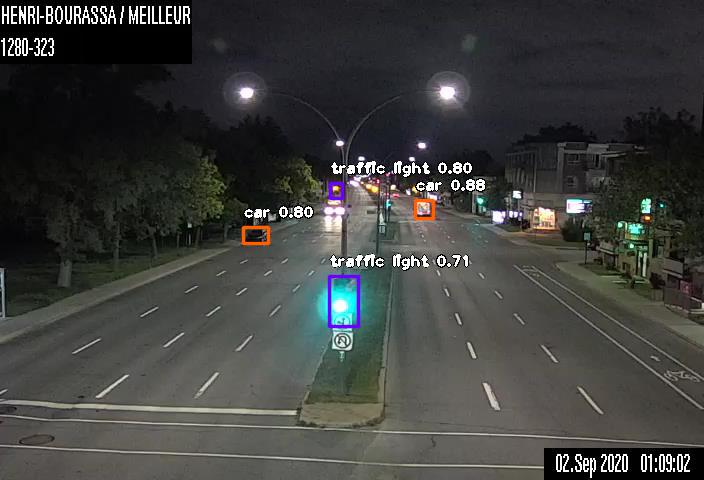 HENRI-BOURASSA / MEILLEUR
1280-323
traffic light 0.80
car 0.88
car 0.80
traffic light 0.71
02.Sep 2020 01:09:02